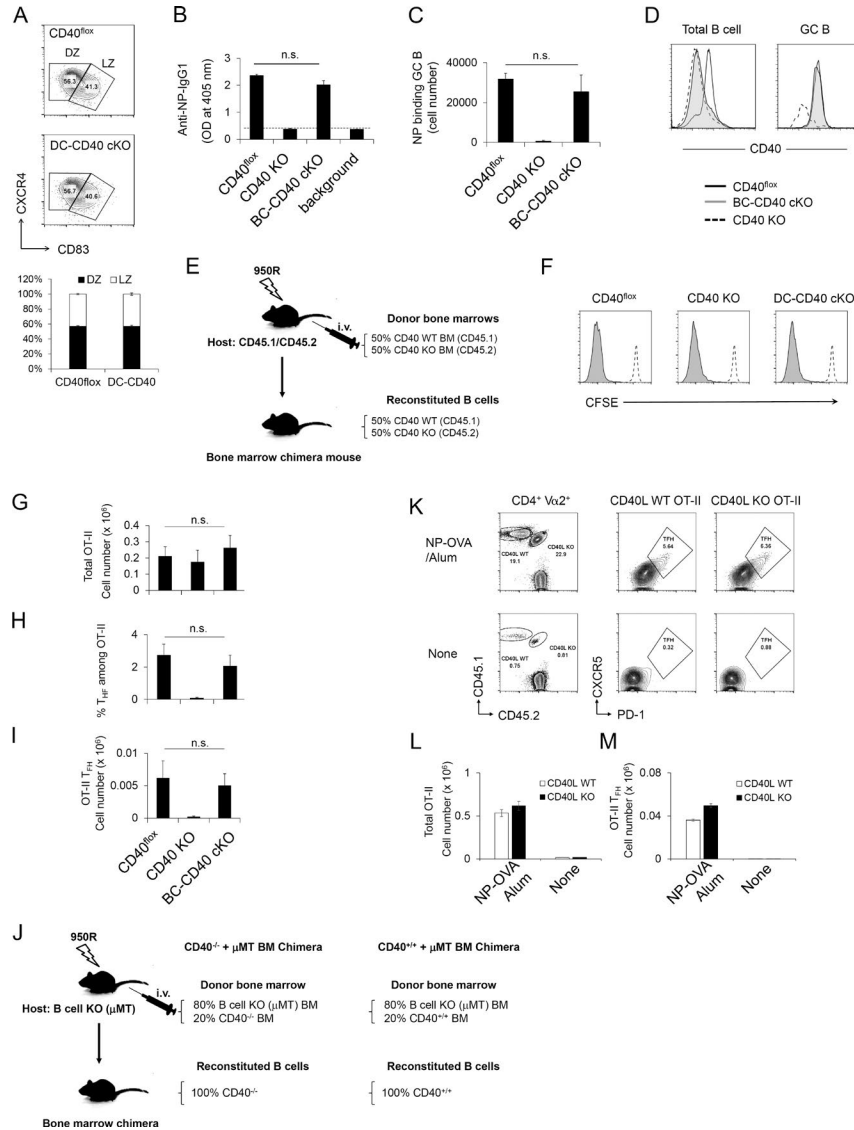 A
CD40flox
DZ
LZ
56.3
41.3
DC-CD40 cKO
56.7
40.6
CXCR4
CD83
DZ LZ
120%
100%
80%
60%
40%
20%
0%
CD40flox DC-CD40
B
n.s.
Anti-NP-IgG1
(OD at 405 nm)
3
2
1
0
CD40flox
CD40 KO
BC-CD40 cKO
background
C
n.s.
NP binding GC B
(cell number)
40000
20000
0
CD40flox
CD40 KO
BC-CD40 cKO
D
Total B cell GC B
CD40
CD40flox
BC-CD40 cKO
CD40 KO
E
950R
i.v.
Host: CD45.1/CD45.2
Donor bone marrows
50% CD40 WT BM (CD45.1)
50% CD40 KO BM (CD45.2)
Reconstituted B cells
50% CD40 WT (CD45.1)
50% CD40 KO (CD45.2)
Bone marrow chimera mouse
F
CD40flox CD40 KO DC-CD40 cKO
CFSE
G
n.s.
Total OT-II
Cell number (x 10⁶)
0.4
0.3
0.2
0.1
0
H
n.s.
% THF among OT-II
4
2
0
I
n.s.
OT-II TFH
Cell number (x 10⁶)
0.01
0.005
0
CD40flox
CD40 KO
BC-CD40 cKO
J
950R
i.v.
Host: B cell KO (μMT)
CD40⁻/⁻ + μMT BM Chimera
Donor bone marrow
80% B cell KO (μMT) BM
20% CD40⁻/⁻ BM
Reconstituted B cells
100% CD40⁻/⁻
CD40⁺/⁺ + μMT BM Chimera
Donor bone marrow
80% B cell KO (μMT) BM
20% CD40⁺/⁺ BM
Reconstituted B cells
100% CD40⁺/⁺
Bone marrow chimera
K
CD4⁺ Vα2⁺ CD40L WT OT-II CD40L KO OT-II
NP-OVA
/Alum
CD40L WT
19.1
CD40L KO
22.9
TFH
5.64
TFH
6.36
None
CD40L WT
0.75
CD40L KO
0.81
TFH
0.32
TFH
0.88
CD45.1
CD45.2
CXCR5
PD-1
L
Total OT-II
Cell number (x 10⁶)
1
0.5
0
CD40L WT
CD40L KO
NP-OVA
Alum
None
M
OT-II TFH
Cell number (x 10⁶)
0.08
0.04
0
CD40L WT
CD40L KO
NP-OVA
Alum
None